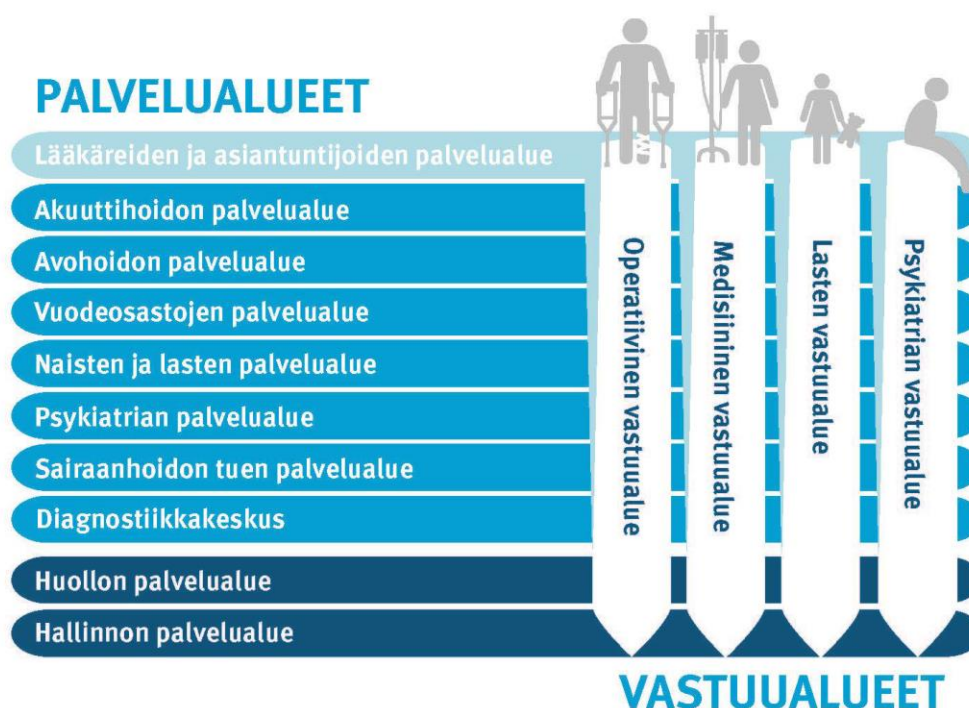 PALVELUALUEET
Lääkäreiden ja asiantuntijoiden palvelualue
Akuuttihoidon palvelualue
Avohoidon palvelualue
Vuodeosastojen palvelualue
Naisten ja lasten palvelualue
Psykiatrian palvelualue
Sairaanhoidon tuen palvelualue
Diagnostiikkakeskus
Huollon palvelualue
Hallinnon palvelualue
Operatiivinen vastuualue
Medisiininen vastuualue
Lasten vastuualue
Psykiatrian vastuualue
VASTUUALUEET